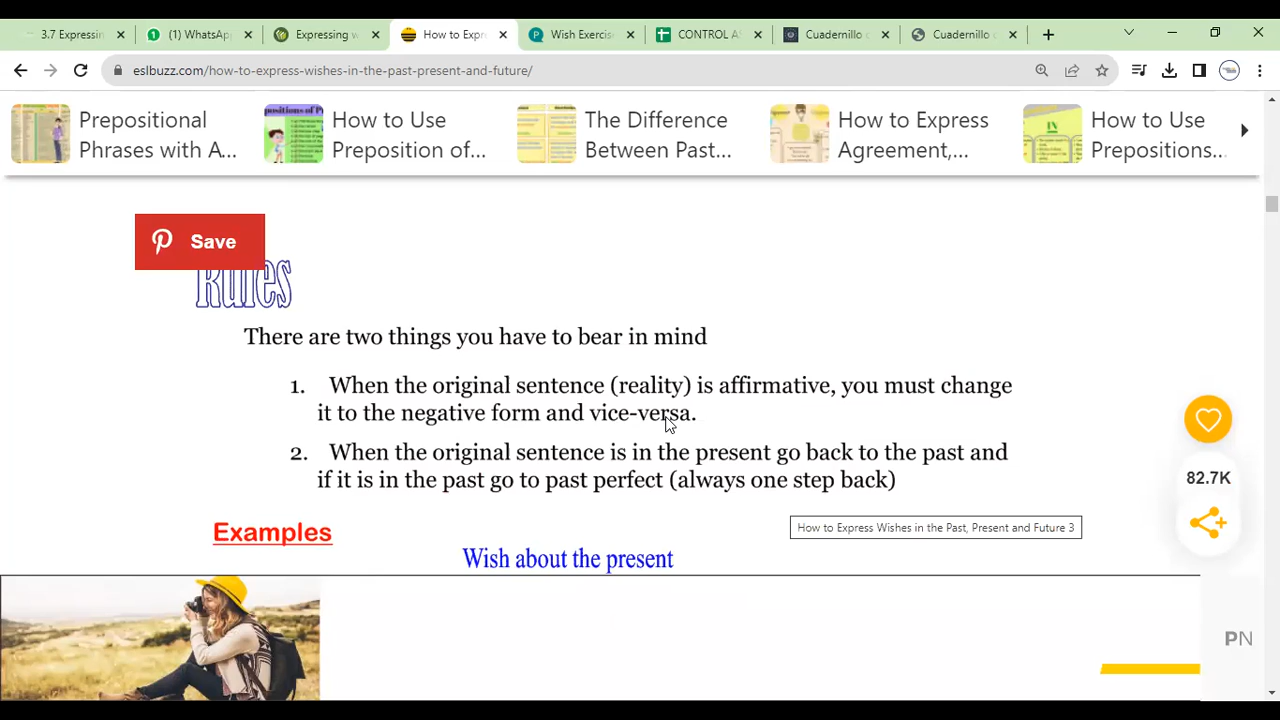 3.7 Expressin
(1) WhatsAp
Expressing w
How to Expr
Wish Exercis
CONTROL A
Cuadernillo c
Cuadernillo c
eslbuzz.com/how-to-express-wishes-in-the-past-present-and-future/
Prepositional
Phrases with A...
How to Use
Preposition of...
The Difference
Between Past...
How to Express
Agreement,...
How to Use
Prepositions...
Save
Rules
There are two things you have to bear in mind
1. When the original sentence (reality) is affirmative, you must change
it to the negative form and vice-versa.
2. When the original sentence is in the present go back to the past and
if it is in the past go to past perfect (always one step back)
82.7K
How to Express Wishes in the Past, Present and Future 3
Examples
Wish about the present
PN